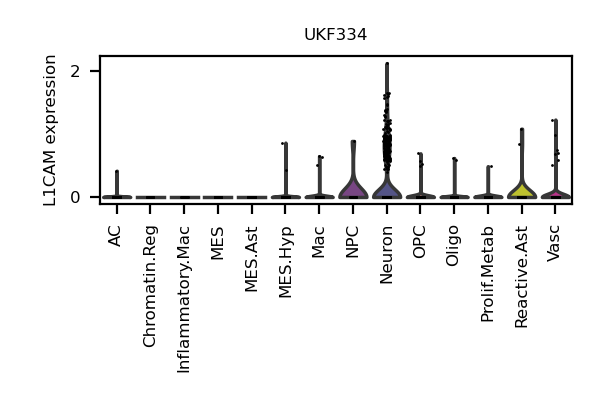 UKF334
L1CAM expression
2
0
AC
Chromatin.Reg
Inflammatory.Mac
MES
MES.Ast
MES.Hyp
Mac
NPC
Neuron
OPC
Oligo
Prolif.Metab
Reactive.Ast
Vasc